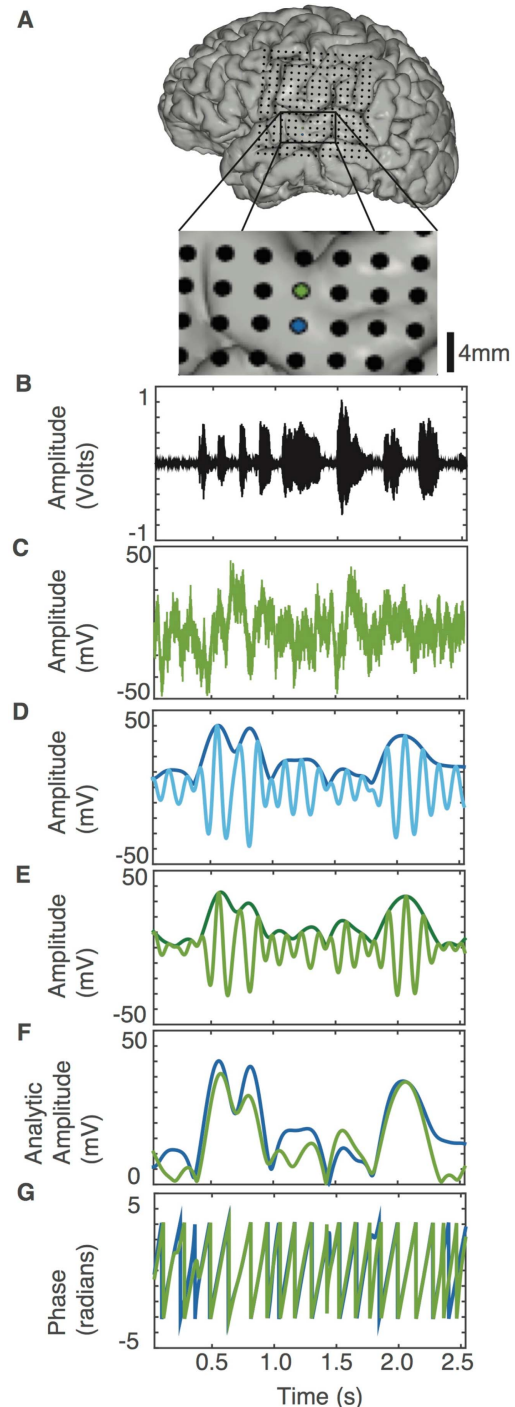 A
4mm
B
1
Amplitude
(Volts)
-1
C
50
Amplitude
(mV)
-50
D
50
Amplitude
(mV)
-50
E
50
Amplitude
(mV)
-50
F
50
Analytic
Amplitude
(mV)
0
G
5
Phase
(radians)
-5
0.5 1.0 1.5 2.0 2.5
Time (s)